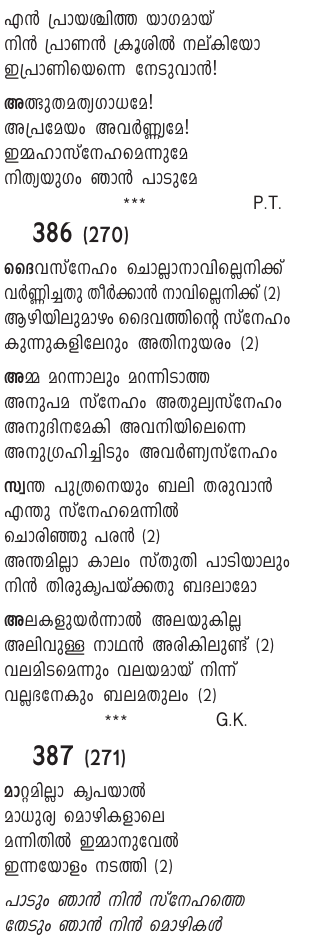 എൻ പ്രായശ്ചിത്ത യാഗമായ്
നിൻ പ്രാണൻ ക്രൂശിൽ നല്കിയോ
ഇപ്രാണിയെന്നെ നേടുവാൻ!
അത്ഭുതമത്യഗാധമേ!
അപ്രമേയം അവർണ്ണ്യമേ!
ഇമ്മഹാസ്നേഹമെന്നുമേ
നിത്യയുഗം ഞാൻ പാടുമേ
*** P.T.
386 (270)
ദൈവസ്നേഹം ചൊല്ലാനാവില്ലെനിക്ക്
വർണ്ണിച്ചതു തീർക്കാൻ നാവില്ലെനിക്ക് (2)
ആഴിയിലുമാഴം ദൈവത്തിന്റെ സ്നേഹം
കുന്നുകളിലേറും അതിനുയരം (2)
അമ്മ മറന്നാലും മറന്നിടാത്ത
അനുപമ സ്നേഹം അതുല്യസ്നേഹം
അനുദിനമേകി അവനിയിലെന്നെ
അനുഗ്രഹിച്ചിടും അവർണ്യസ്നേഹം
സ്വന്ത പുത്രനെയും ബലി തരുവാൻ
എന്തു സ്നേഹമെന്നിൽ
ചൊരിഞ്ഞു പരൻ (2)
അന്തമില്ലാ കാലം സ്തുതി പാടിയാലും
നിൻ തിരുകൃപയ്ക്കതു ബദലാമോ
അലകളുയർന്നാൽ അലയുകില്ല
അലിവുള്ള നാഥൻ അരികിലുണ്ട് (2)
വലമിടമെന്നും വലയമായ് നിന്ന്
വല്ലഭനേകും ബലമതുലം (2)
*** G.K.
387 (271)
മാറ്റമില്ലാ കൃപയാൽ
മാധുര്യ മൊഴികളാലെ
മന്നിതിൽ ഇമ്മാനുവേൽ
ഇന്നയോളം നടത്തി (2)
പാടും ഞാൻ നിൻ സ്നേഹത്തെ
തേടും ഞാൻ നിൻ മൊഴികൾ